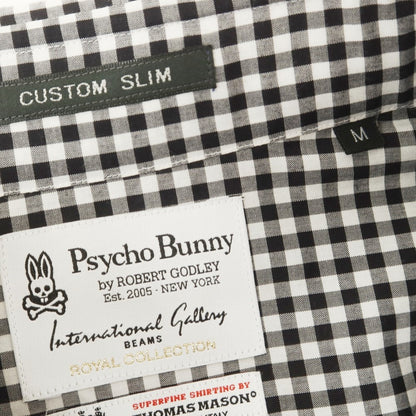 CUSTOM SLIM
M
Psycho Bunny
by ROBERT GODLEY
Est. 2005 - NEW YORK
International Gallery
BEAMS
ROYAL COLLECTION
SUPERFINE SHIRTING BY
THOMAS MASON®